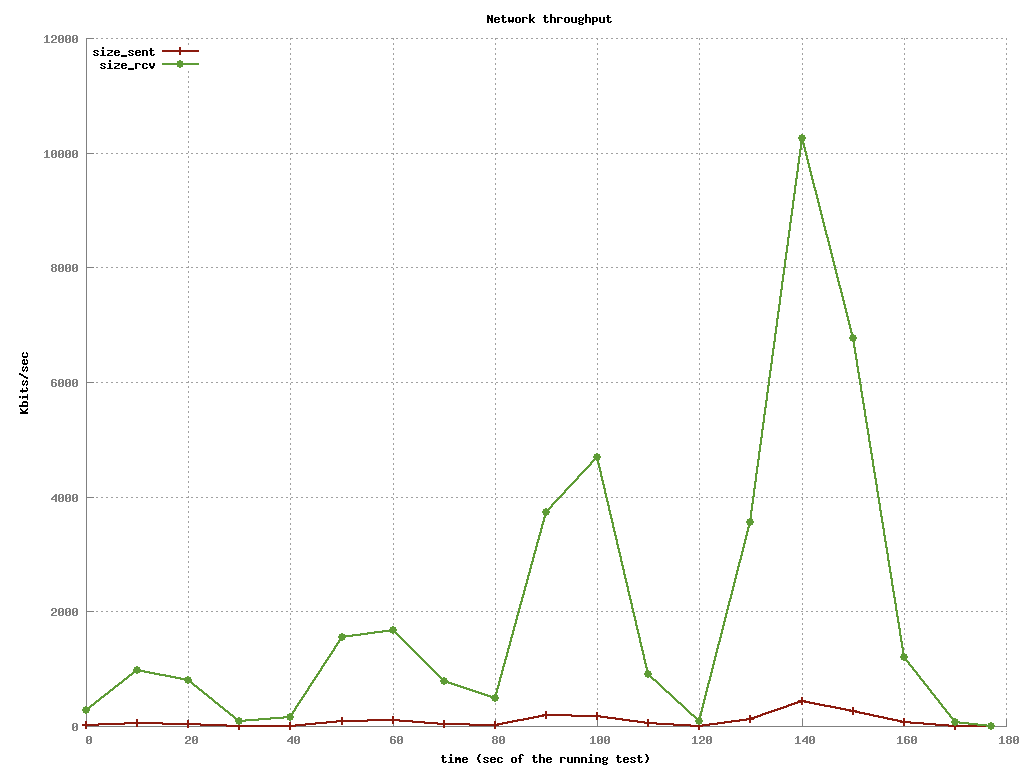 Network throughput
12000
size_sent
size_rcv
10000
8000
6000
Kbits/sec
4000
2000
0
0 20 40 60 80 100 120 140 160 180
time (sec of the running test)